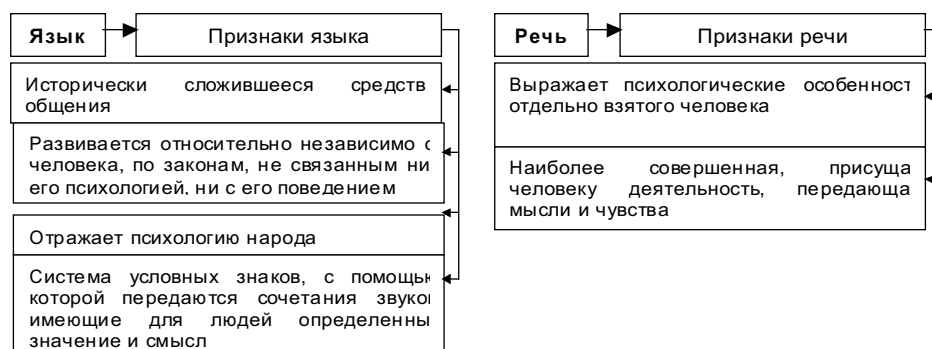 Язык
Признаки языка
Исторически сложившееся средств
общения
Развивается относительно независимо о
человека, по законам, не связанным ни
его психологией, ни с его поведением
Отражает психологию народа
Система условных знаков, с помощью
которой передаются сочетания звуко
имеющие для людей определенны
значение и смысл
Речь
Признаки речи
Выражает психологические особенност
отдельно взятого человека
Наиболее совершенная, присуща
человеку деятельность, передающа
мысли и чувства